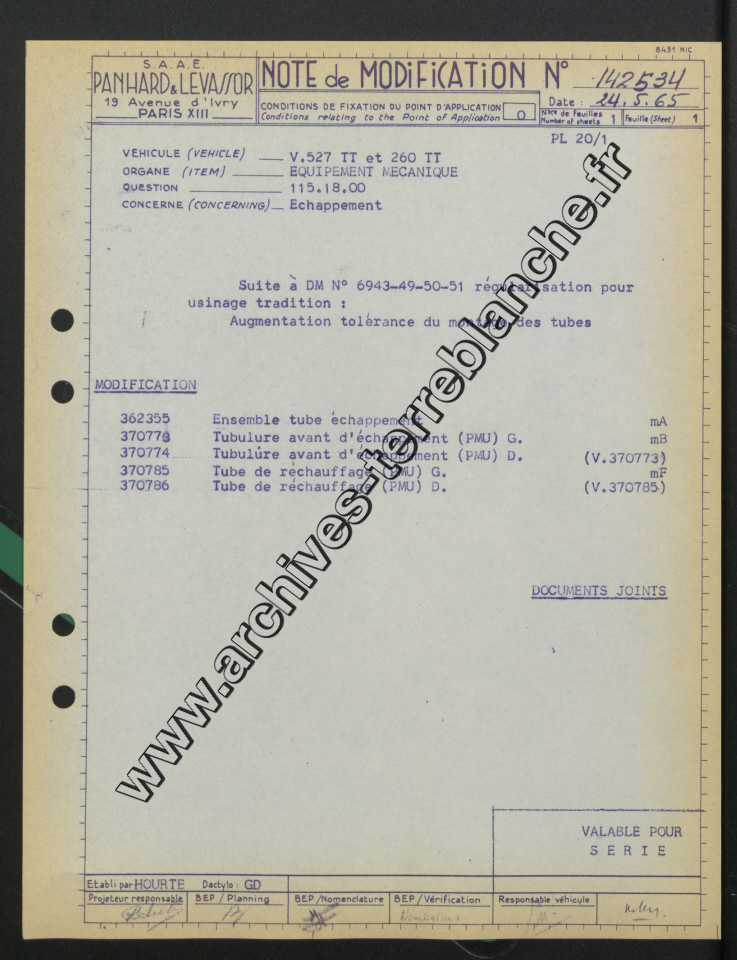 8431 NIC
S.A.A.E.
PANHARD & LEVASSOR
19 Avenue d'Ivry
PARIS XIII
NOTE de MODiFiCATiON N° 142534
CONDITIONS DE FIXATION DU POINT D'APPLICATION
Conditions relating to the Point of Application
0
Date : 24.5.65
Nbre de feuilles
Number of sheets 1
Feuille (Sheet) 1
PL 20/1
VEHICULE (VEHICLE) V.527 TT et 260 TT
ORGANE (ITEM) EQUIPEMENT MECANIQUE
QUESTION 115.18.00
CONCERNE (CONCERNING) Echappement
Suite à DM N° 6943-49-50-51 régularisation pour
usinage tradition :
Augmentation tolérance du montage des tubes
MODIFICATION
362355 Ensemble tube échappement mA
370773 Tubulure avant d'échappement (PMU) G. mB
370774 Tubulure avant d'échappement (PMU) D. (V.370773)
370785 Tube de réchauffage (PMU) G. mF
370786 Tube de réchauffage (PMU) D. (V.370785)
DOCUMENTS JOINTS
www.archives-terreblanche.fr
VALABLE POUR
SERIE
Etabli par HOURTE Dactylo : GD
Projeteur responsable
BEP / Planning
BEP / Nomenclature
BEP / Vérification
Responsable véhicule